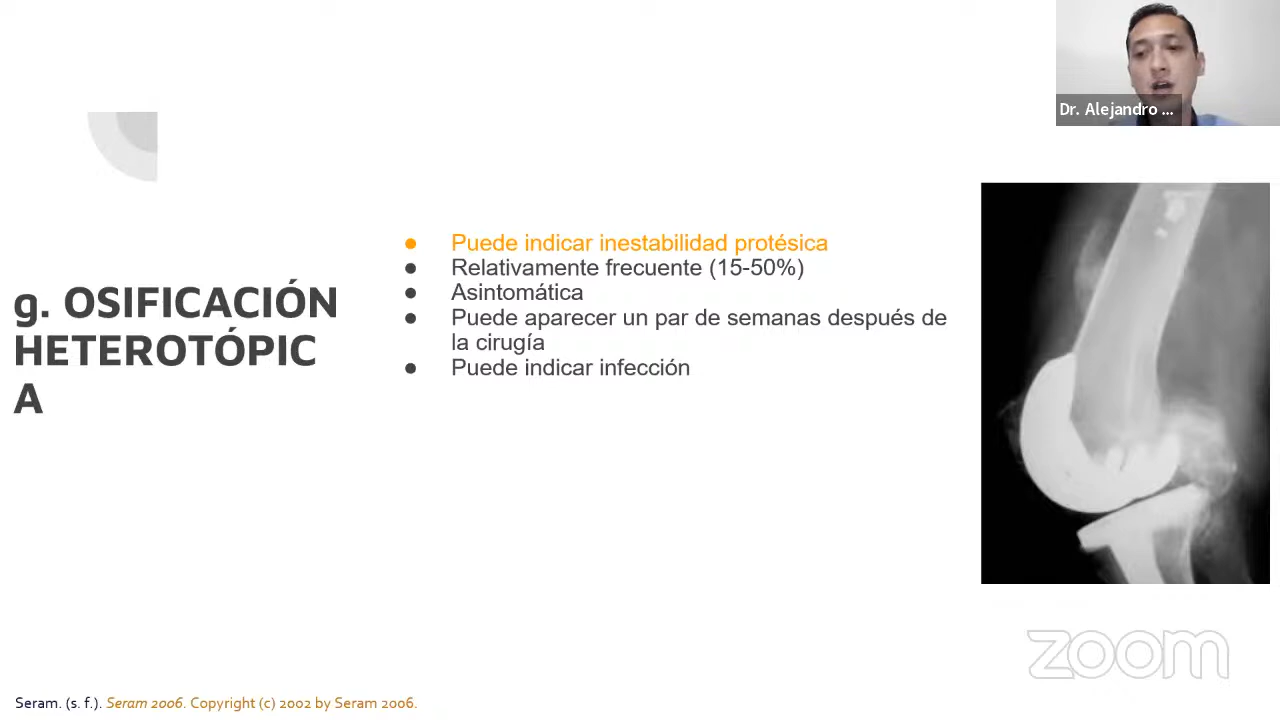 Dr. Alejandro ...
g. OSIFICACIÓN
HETEROTÓPIC
A
● Puede indicar inestabilidad protésica
● Relativamente frecuente (15-50%)
● Asintomática
● Puede aparecer un par de semanas después de
la cirugía
● Puede indicar infección
zoom
Seram. (s. f.). Seram 2006. Copyright (c) 2002 by Seram 2006.